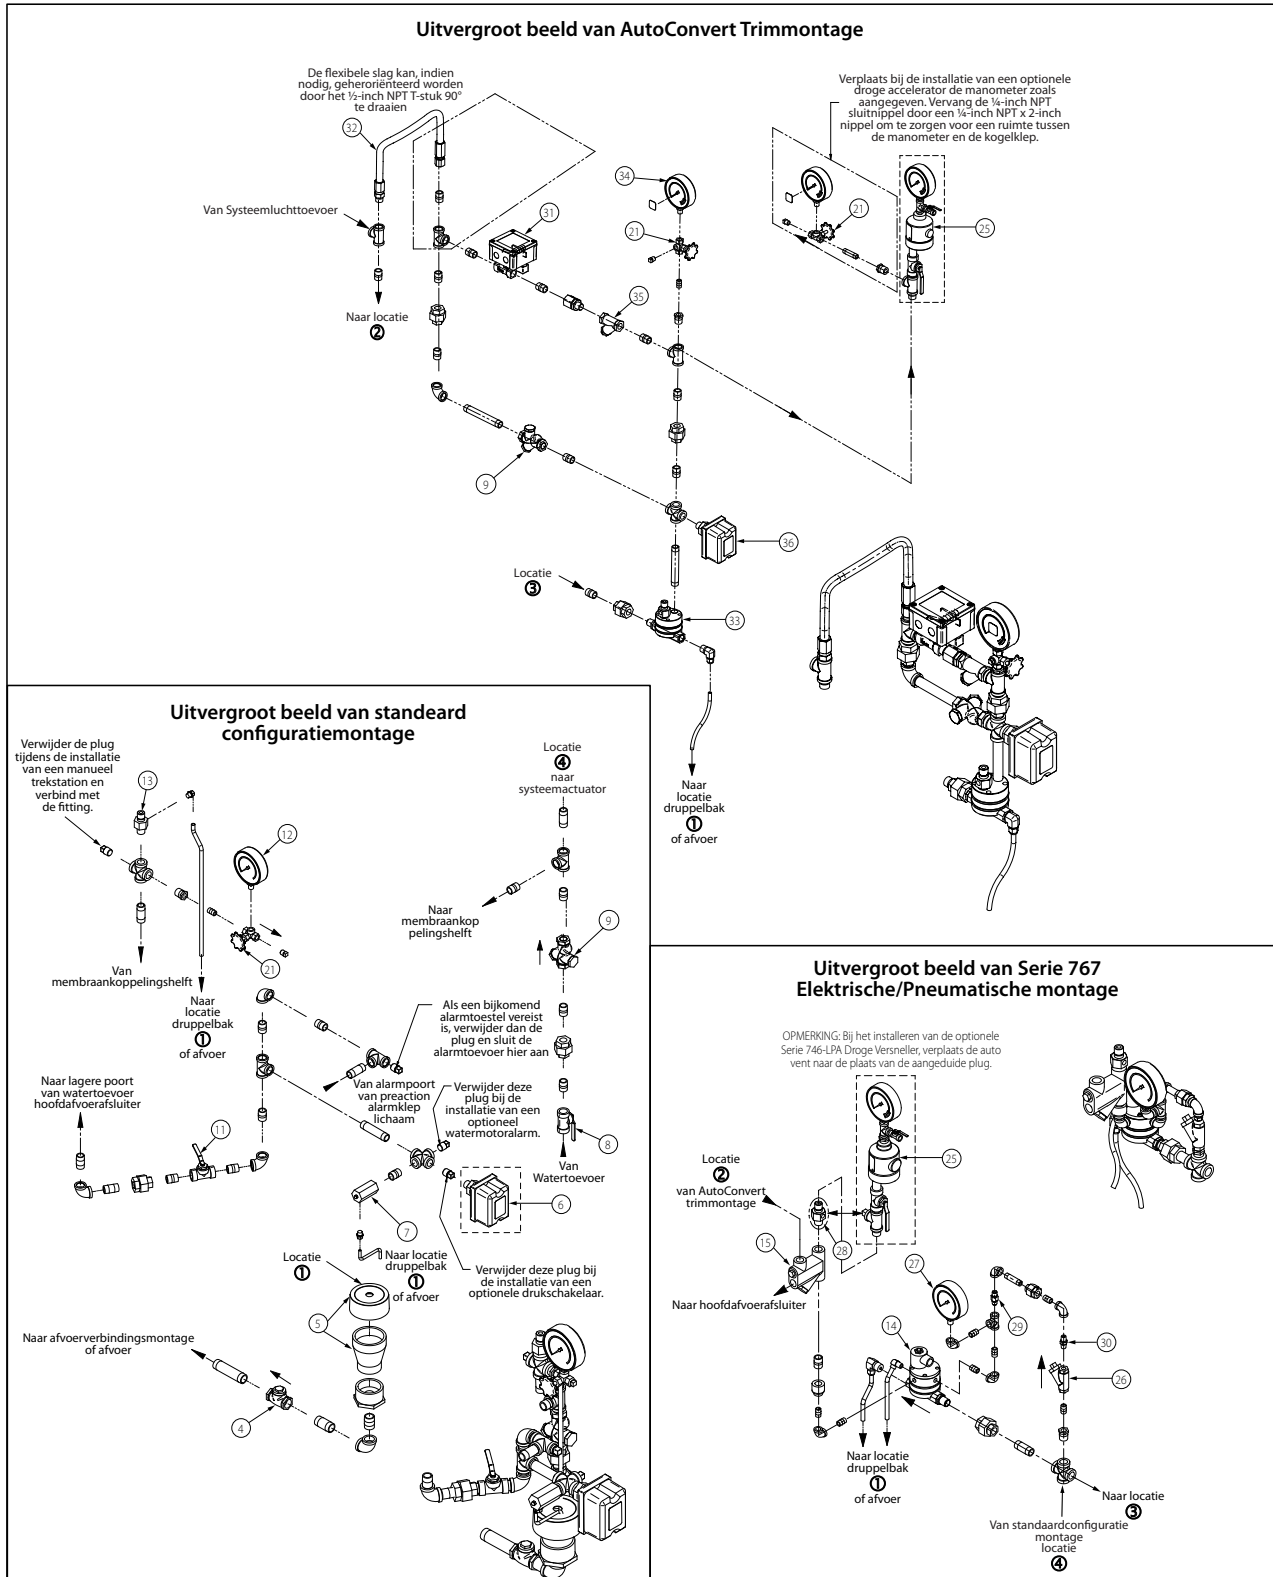 Uitvergroot beeld van AutoConvert Trimmontage
De flexibele slag kan, indien
nodig, geheroriënteerd worden
door het ½-inch NPT T-stuk 90°
te draaien
Verplaats bij de installatie van een optionele
droge accelerator de manometer zoals
aangegeven. Vervang de ¼-inch NPT
sluitnippel door een ¼-inch NPT x 2-inch
nippel om te zorgen voor een ruimte tussen
de manometer en de kogelklep.
32
34
31
21
21
25
Van Systeemluchttoevoer
Naar locatie
2
35
9
36
Locatie
3
33
Naar
locatie
druppelbak
1
of afvoer
Uitvergroot beeld van standeard
configuratiemontage
Verwijder de plug
tijdens de installatie
van een manueel
trekstation en
verbind met
de fitting.
13
12
Locatie
4
naar
systeemactuator
Naar
membraankop
pelingshelft
9
21
Van
membraankoppelingshelft
Naar
locatie
druppelbak
1
of afvoer
Als een bijkomend
alarmtoestel vereist
is, verwijder dan de
plug en sluit de
alarmtoevoer hier aan
Naar lagere poort
van watertoevoer
hoofdafvoerafsluiter
Van alarmpoort
van preaction
alarmklep
lichaam
Verwijder deze
plug bij de
installatie van een
optioneel
watermotoralarm.
11
8
Van
Watertoevoer
6
7
Locatie
1
Naar locatie
druppelbak
1
of afvoer
Verwijder deze plug bij
de installatie van een
optionele drukschakelaar.
5
Naar afvoerverbindingsmontage
of afvoer
4
Uitvergroot beeld van Serie 767
Elektrische/Pneumatische montage
OPMERKING: Bij het installeren van de optionele
Serie 746-LPA Droge Versneller, verplaats de auto
vent naar de plaats van de aangeduide plug.
25
Locatie
2
van AutoConvert
trimmontage
15
28
27
Naar hoofdafvoerafsluiter
14
29
30
26
Naar locatie
druppelbak
1
of afvoer
Naar locatie
3
Van standaardconfiguratie
montage
locatie
4